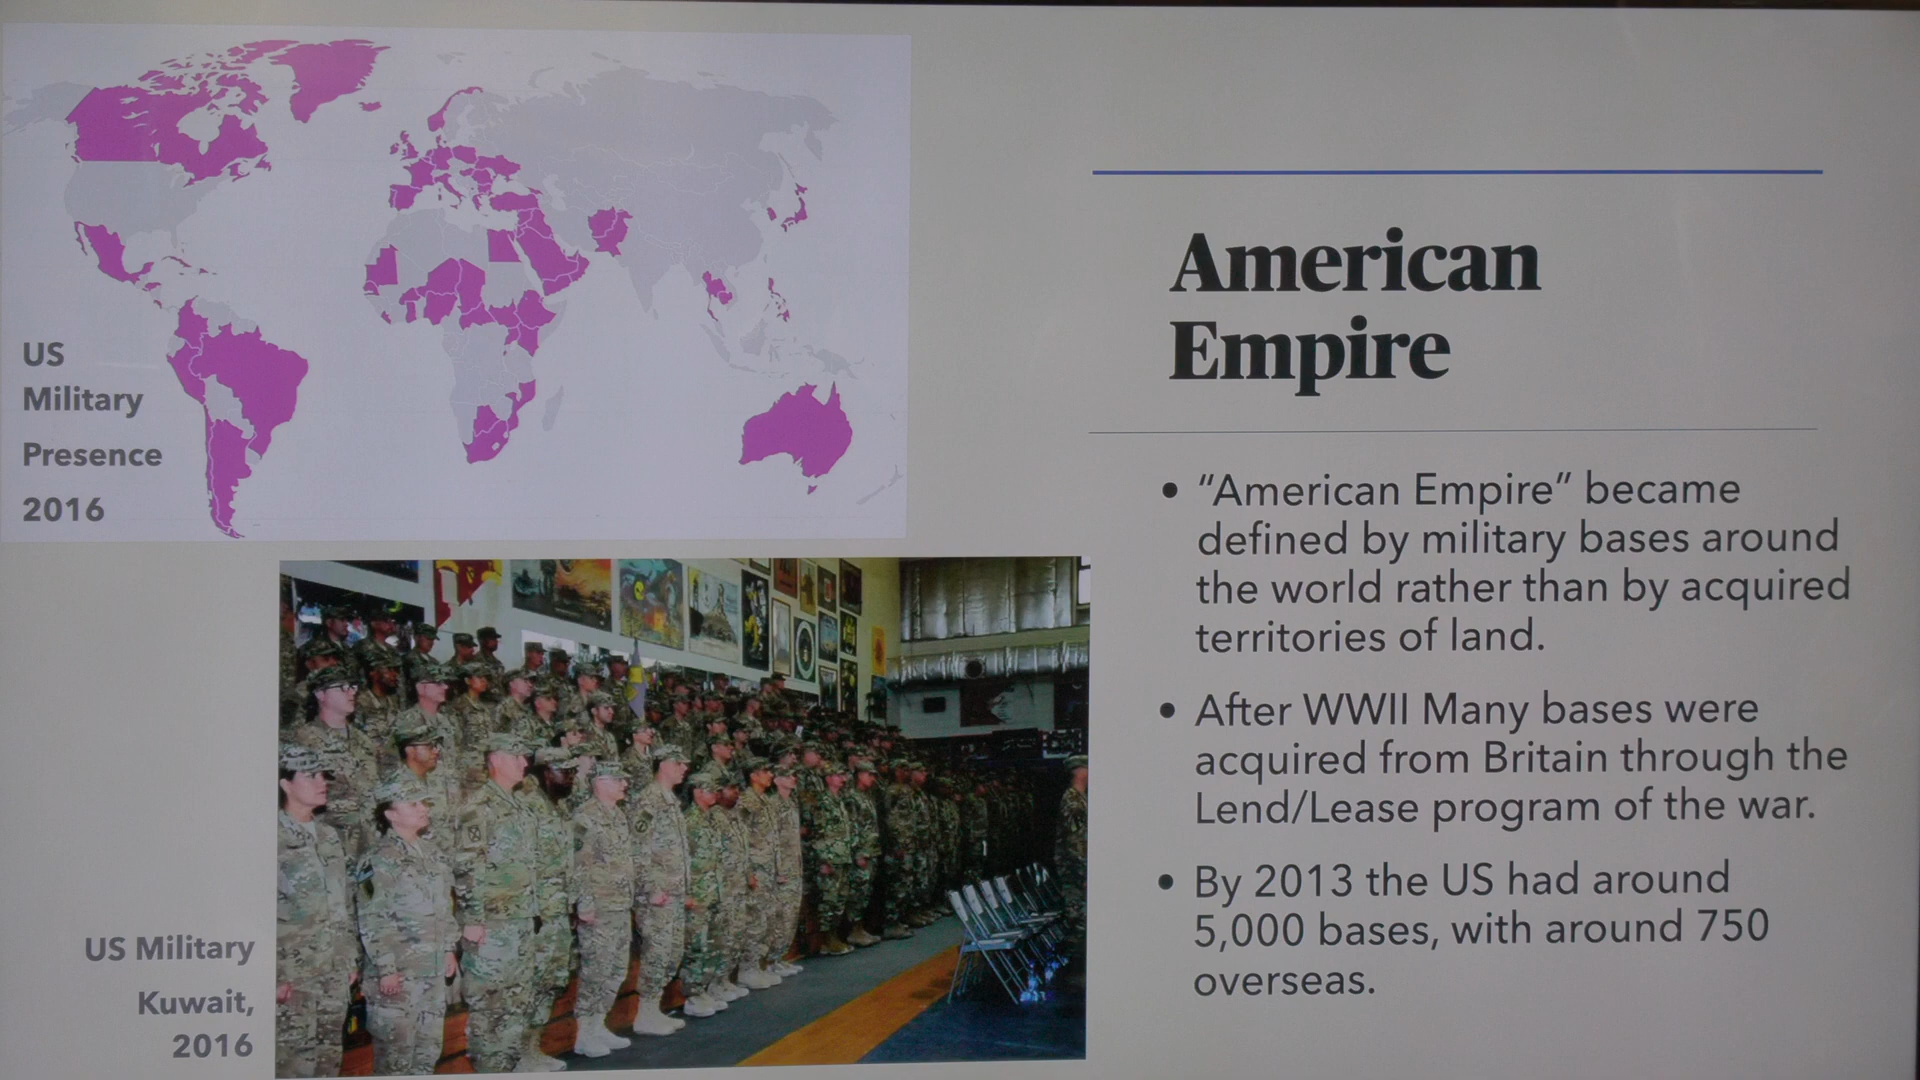 US
Military
Presence
2016
American
Empire
• “American Empire” became
defined by military bases around
the world rather than by acquired
territories of land.
• After WWII Many bases were
acquired from Britain through the
Lend/Lease program of the war.
• By 2013 the US had around
5,000 bases, with around 750
overseas.
US Military
Kuwait,
2016